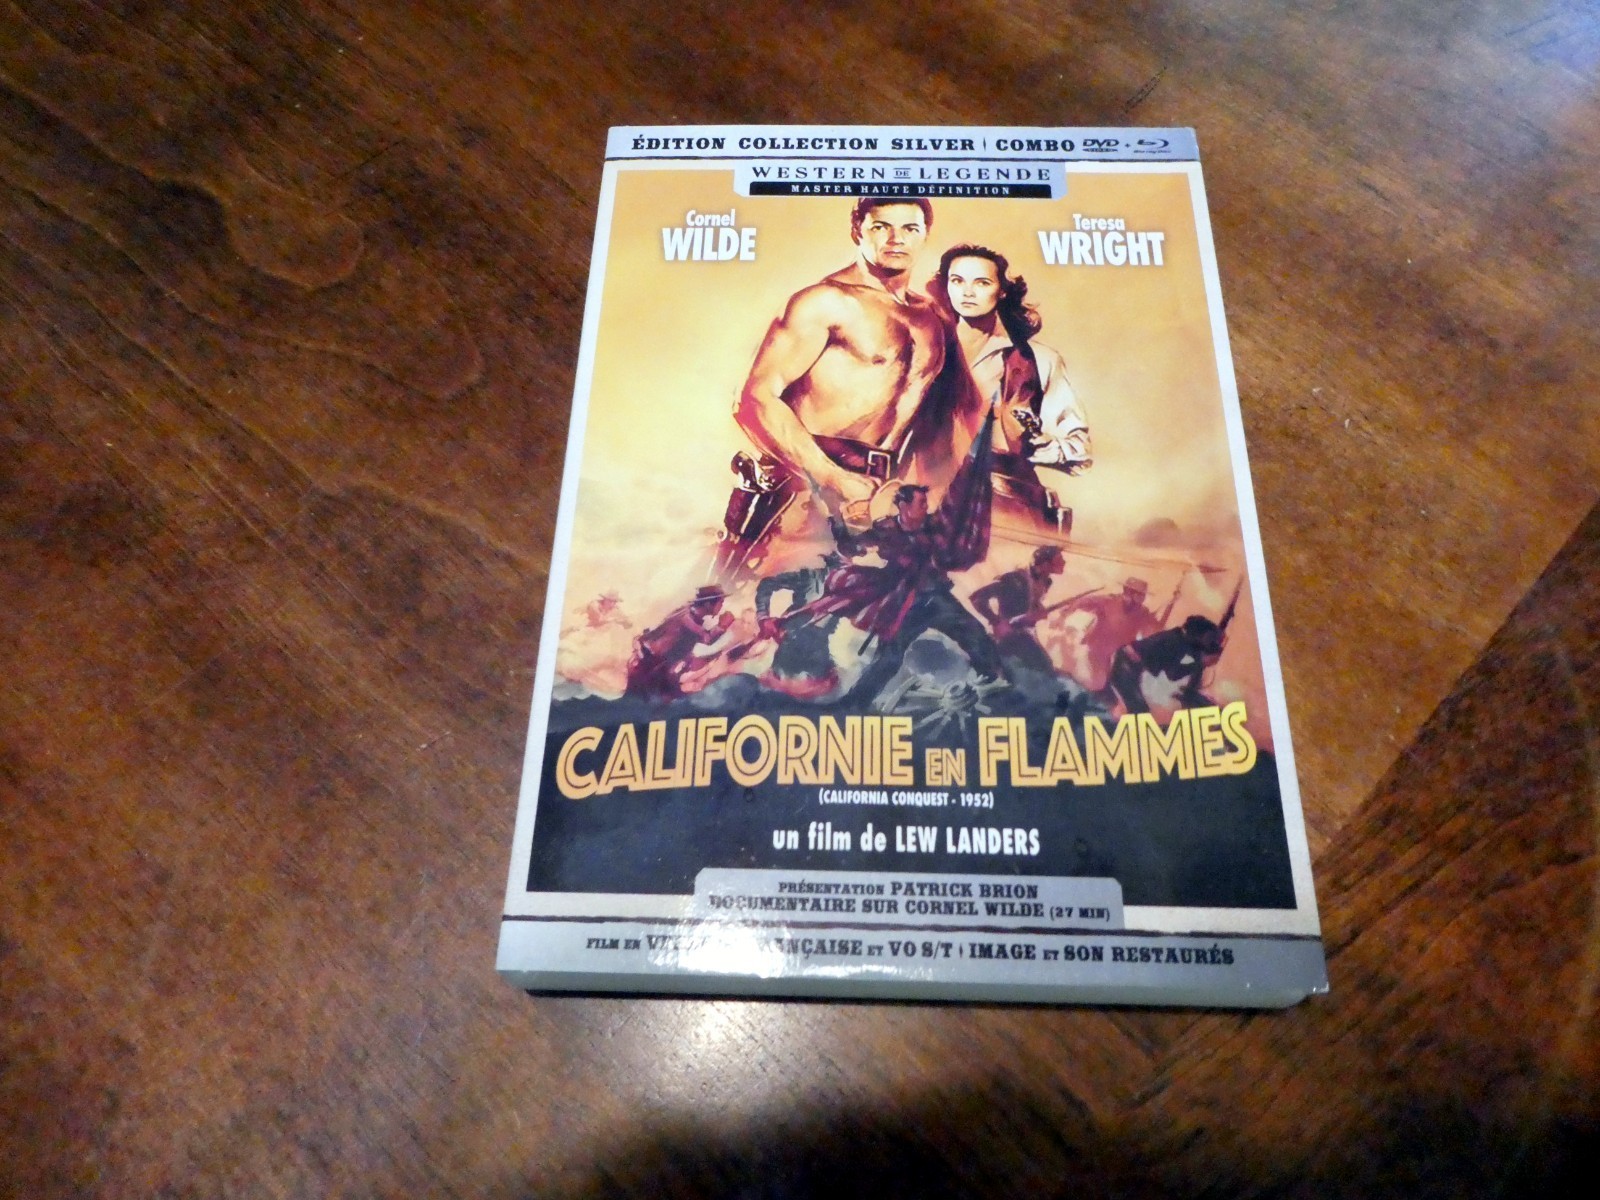 ÉDITION COLLECTION SILVER | COMBO DVD + Blu-ray Disc
WESTERN DE LEGENDE
MASTER HAUTE DÉFINITION
Cornel
WILDE
Teresa
WRIGHT
CALIFORNIE EN FLAMMES
(CALIFORNIA CONQUEST - 1952)
un film de LEW LANDERS
PRÉSENTATION PATRICK BRION
DOCUMENTAIRE SUR CORNEL WILDE (27 MIN)
FILM EN ET VO S/T | IMAGE ET SON RESTAURÉS